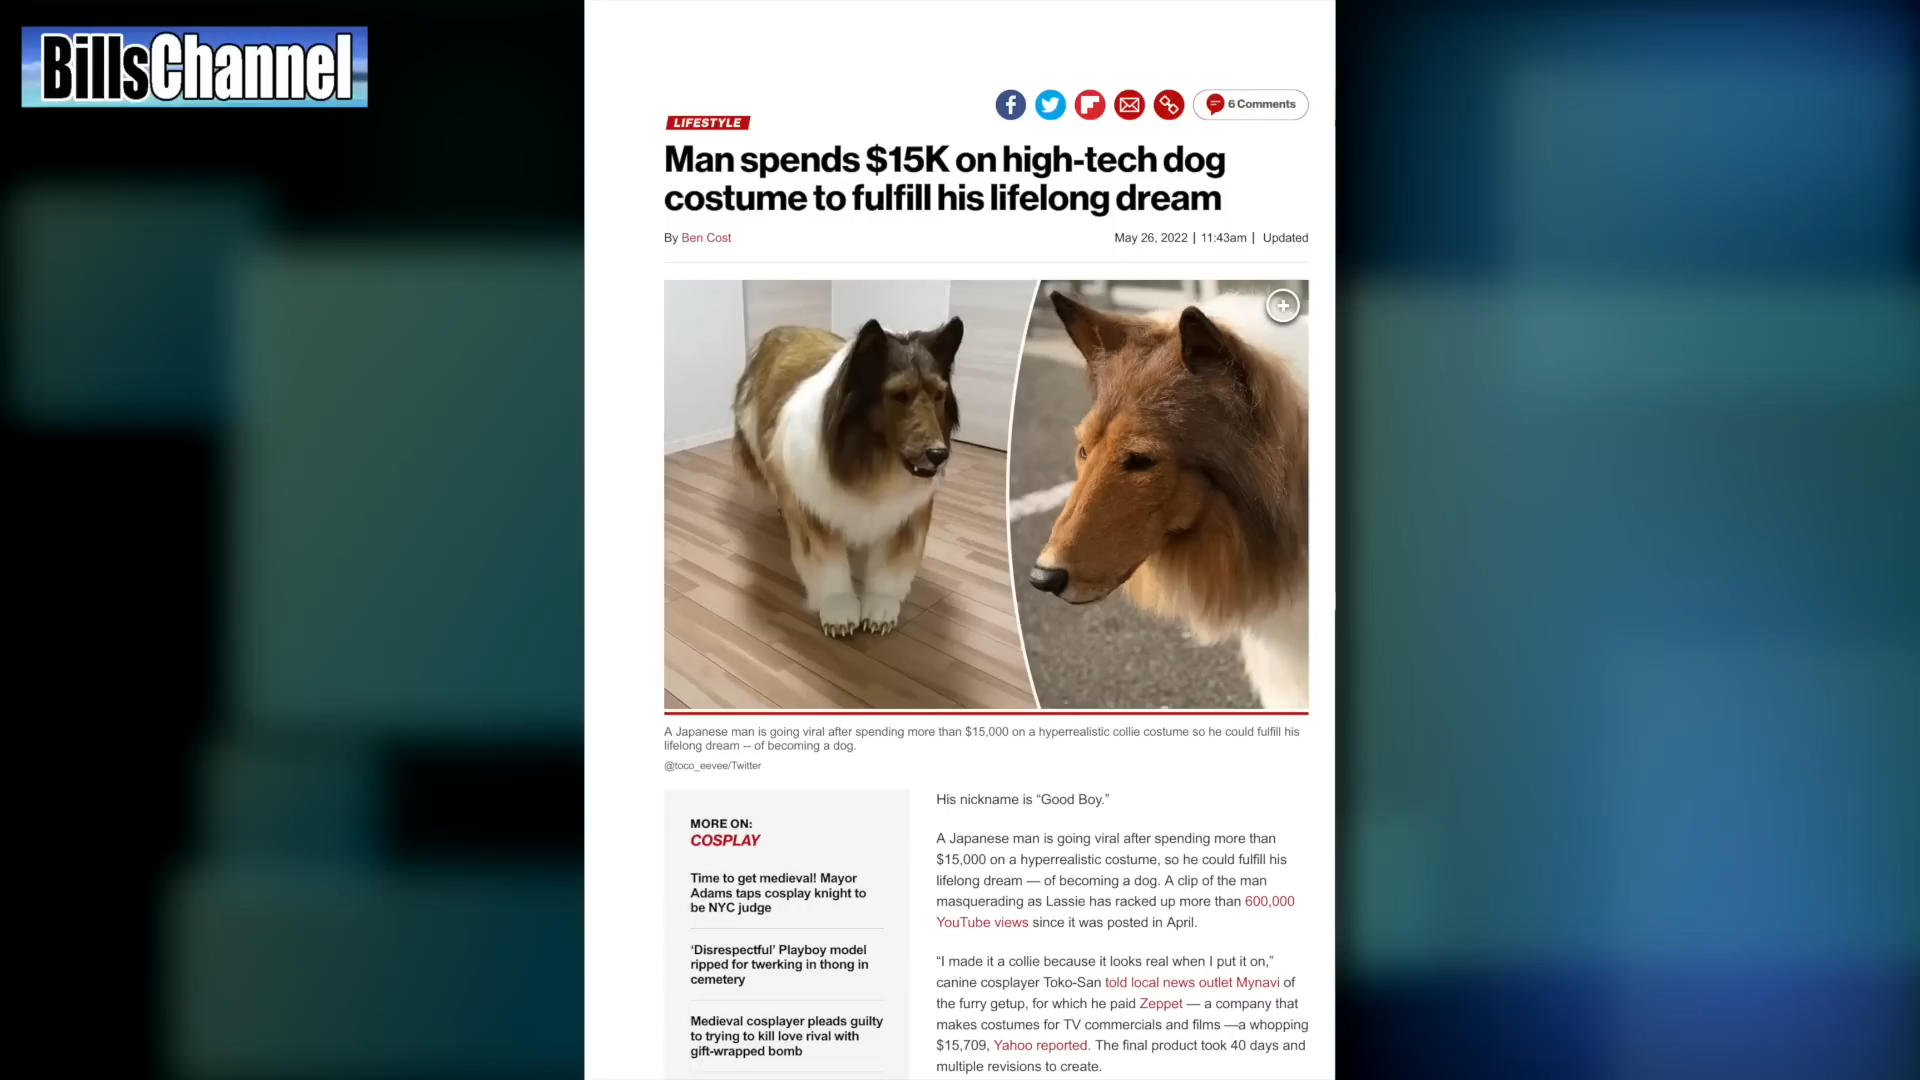 BillsChannel
6 Comments
LIFESTYLE
Man spends $15K on high-tech dog
costume to fulfill his lifelong dream
By Ben Cost
May 26, 2022 | 11:43am | Updated
A Japanese man is going viral after spending more than $15,000 on a hyperrealistic collie costume so he could fulfill his
lifelong dream -- of becoming a dog.
@toco_eevee/Twitter
MORE ON:
COSPLAY
Time to get medieval! Mayor
Adams taps cosplay knight to
be NYC judge
‘Disrespectful’ Playboy model
ripped for twerking in thong in
cemetery
Medieval cosplayer pleads guilty
to trying to kill love rival with
gift-wrapped bomb
His nickname is “Good Boy.”
A Japanese man is going viral after spending more than
$15,000 on a hyperrealistic costume, so he could fulfill his
lifelong dream — of becoming a dog. A clip of the man
masquerading as Lassie has racked up more than 600,000
YouTube views since it was posted in April.
“I made it a collie because it looks real when I put it on,”
canine cosplayer Toko-San told local news outlet Mynavi of
the furry getup, for which he paid Zeppet — a company that
makes costumes for TV commercials and films —a whopping
$15,709, Yahoo reported. The final product took 40 days and
multiple revisions to create.